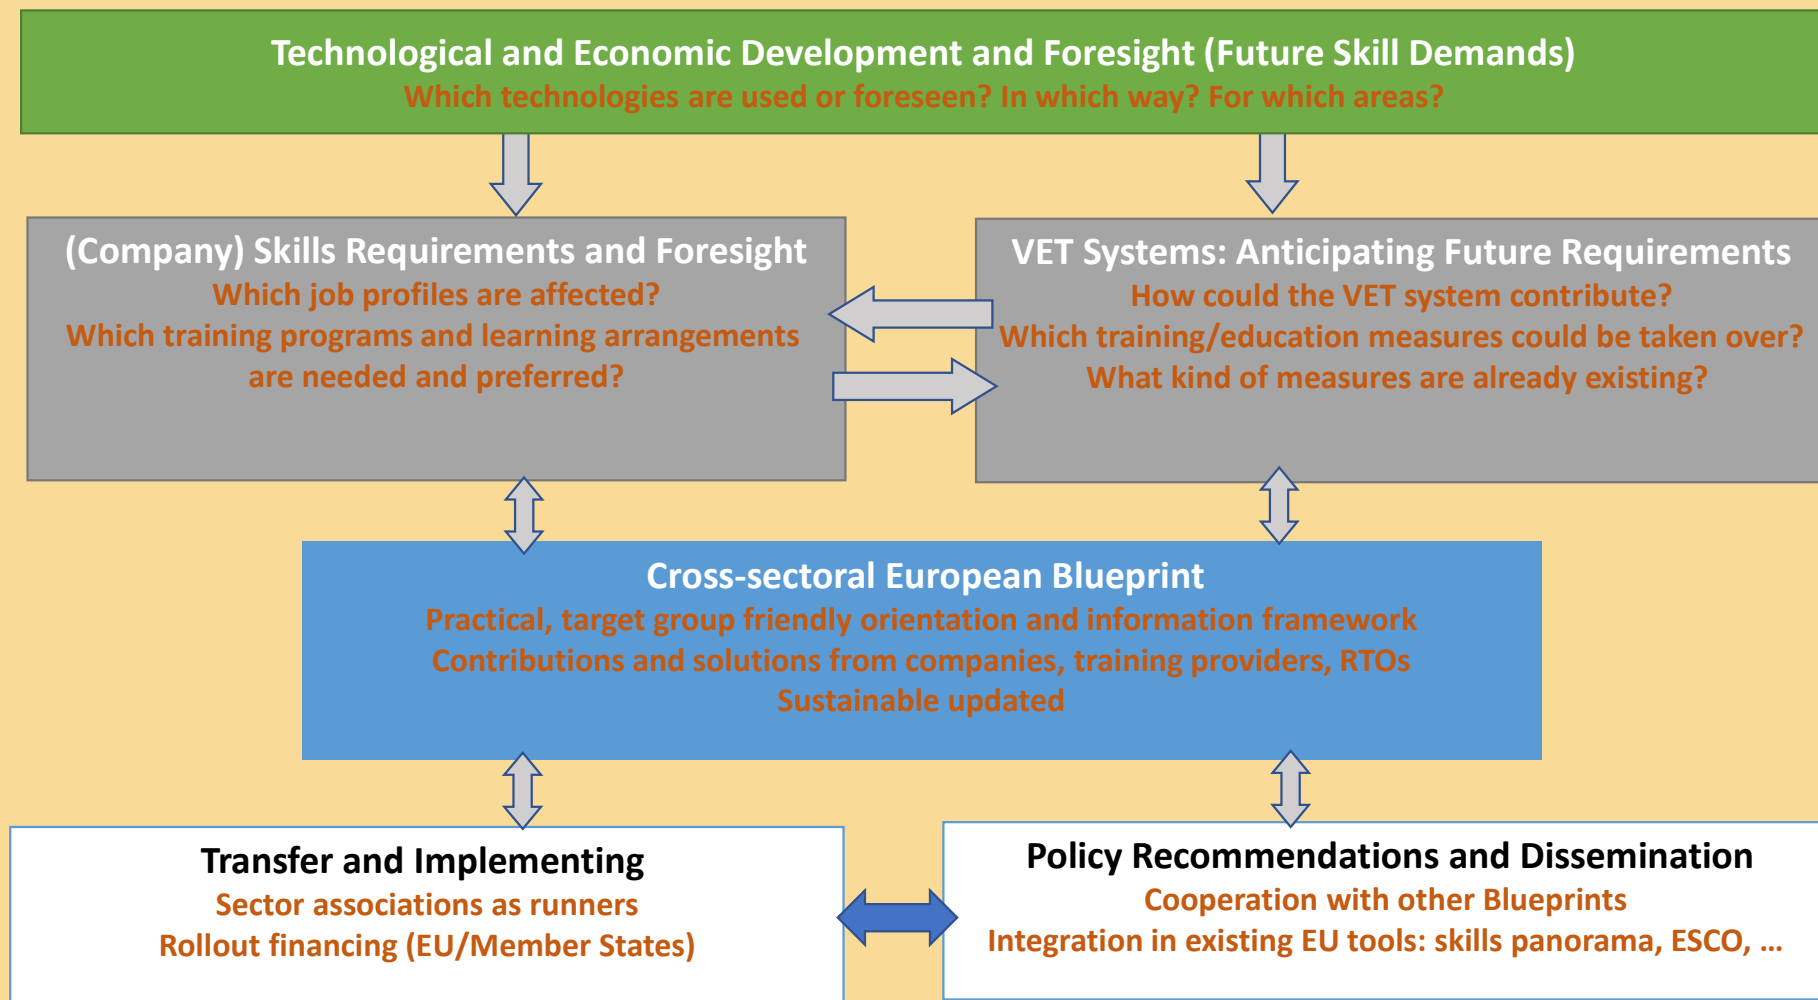 Technological and Economic Development and Foresight (Future Skill Demands)
Which technologies are used or foreseen? In which way? For which areas?
(Company) Skills Requirements and Foresight
Which job profiles are affected?
Which training programs and learning arrangements
are needed and preferred?
VET Systems: Anticipating Future Requirements
How could the VET system contribute?
Which training/education measures could be taken over?
What kind of measures are already existing?
Cross-sectoral European Blueprint
Practical, target group friendly orientation and information framework
Contributions and solutions from companies, training providers, RTOs
Sustainable updated
Transfer and Implementing
Sector associations as runners
Rollout financing (EU/Member States)
Policy Recommendations and Dissemination
Cooperation with other Blueprints
Integration in existing EU tools: skills panorama, ESCO, …